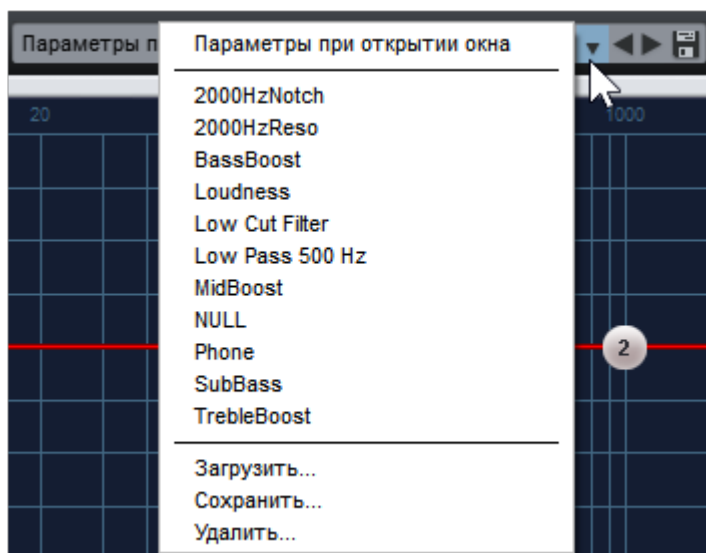 Параметры п
Параметры при открытии окна
20
1000
2000HzNotch
2000HzReso
BassBoost
Loudness
Low Cut Filter
Low Pass 500 Hz
MidBoost
NULL
2
Phone
SubBass
TrebleBoost
Загрузить...
Сохранить...
Удалить...